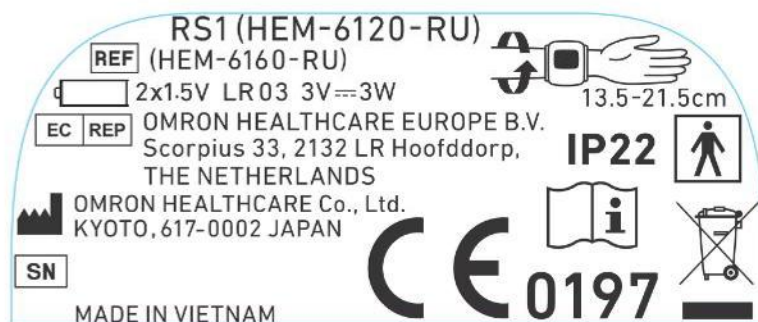 RS1 (HEM-6120-RU)
REF (HEM-6160-RU)
2x1.5V LR03 3V⎓3W
13.5-21.5cm
EC REP OMRON HEALTHCARE EUROPE B.V.
Scorpius 33, 2132 LR Hoofddorp,
THE NETHERLANDS
IP22
OMRON HEALTHCARE Co., Ltd.
KYOTO, 617-0002 JAPAN
i
SN
CE 0197
MADE IN VIETNAM